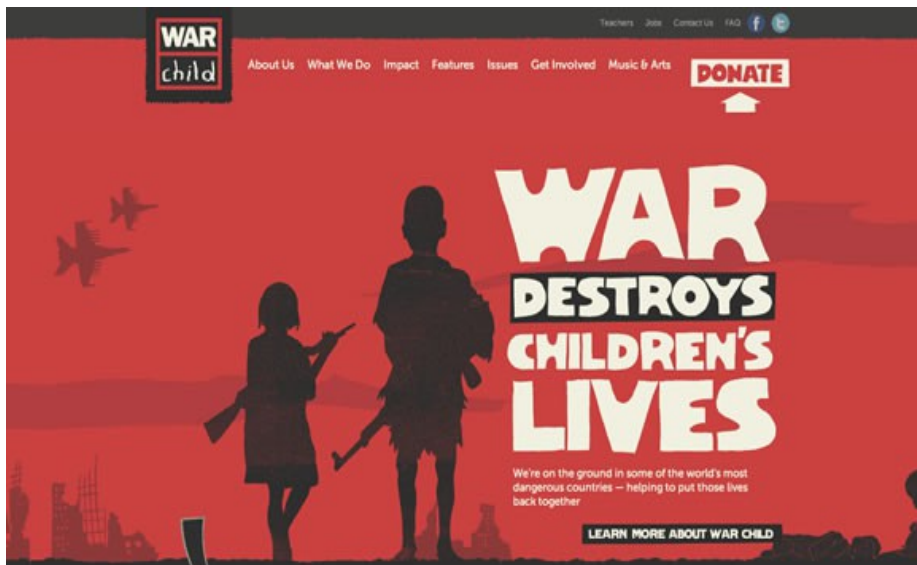 Teachers Jobs Contact Us FAQ
WAR
child
About Us What We Do Impact Features Issues Get Involved Music & Arts
DONATE
WAR
DESTROYS
CHILDREN'S
LIVES
We're on the ground in some of the world's most
dangerous countries — helping to put those lives
back together
LEARN MORE ABOUT WAR CHILD